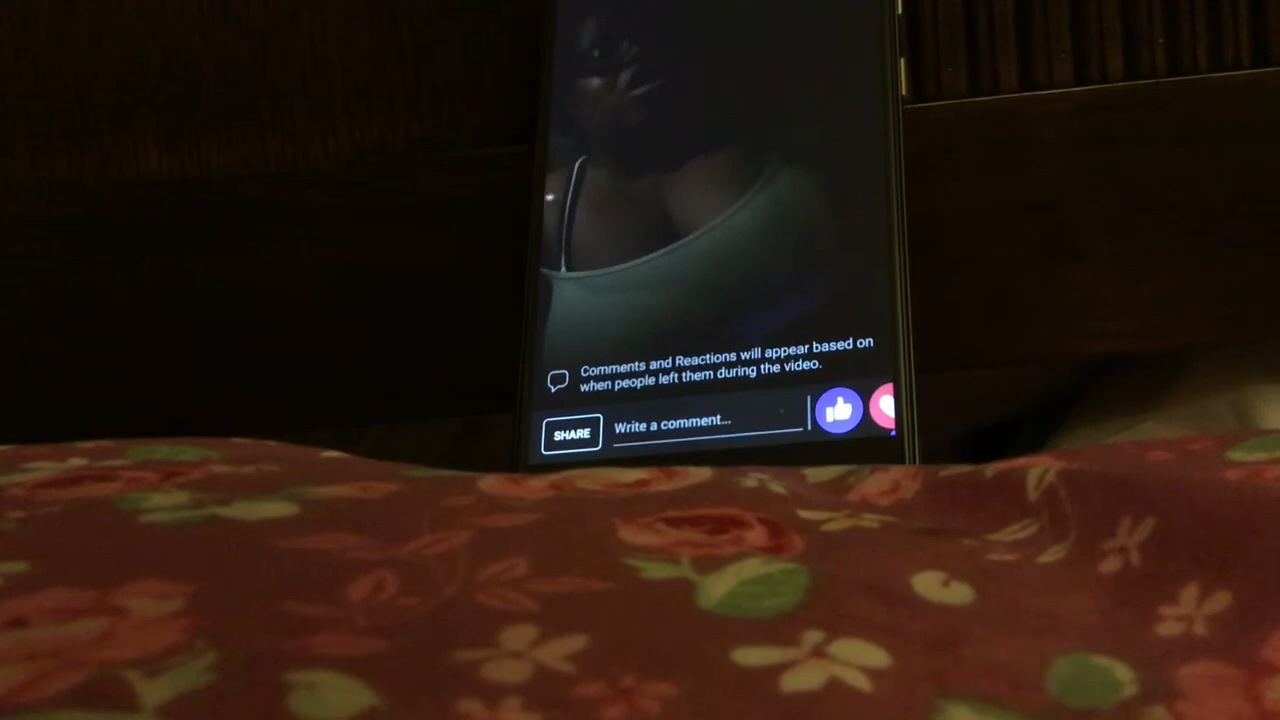 Comments and Reactions will appear based on
when people left them during the video.
SHARE Write a comment...